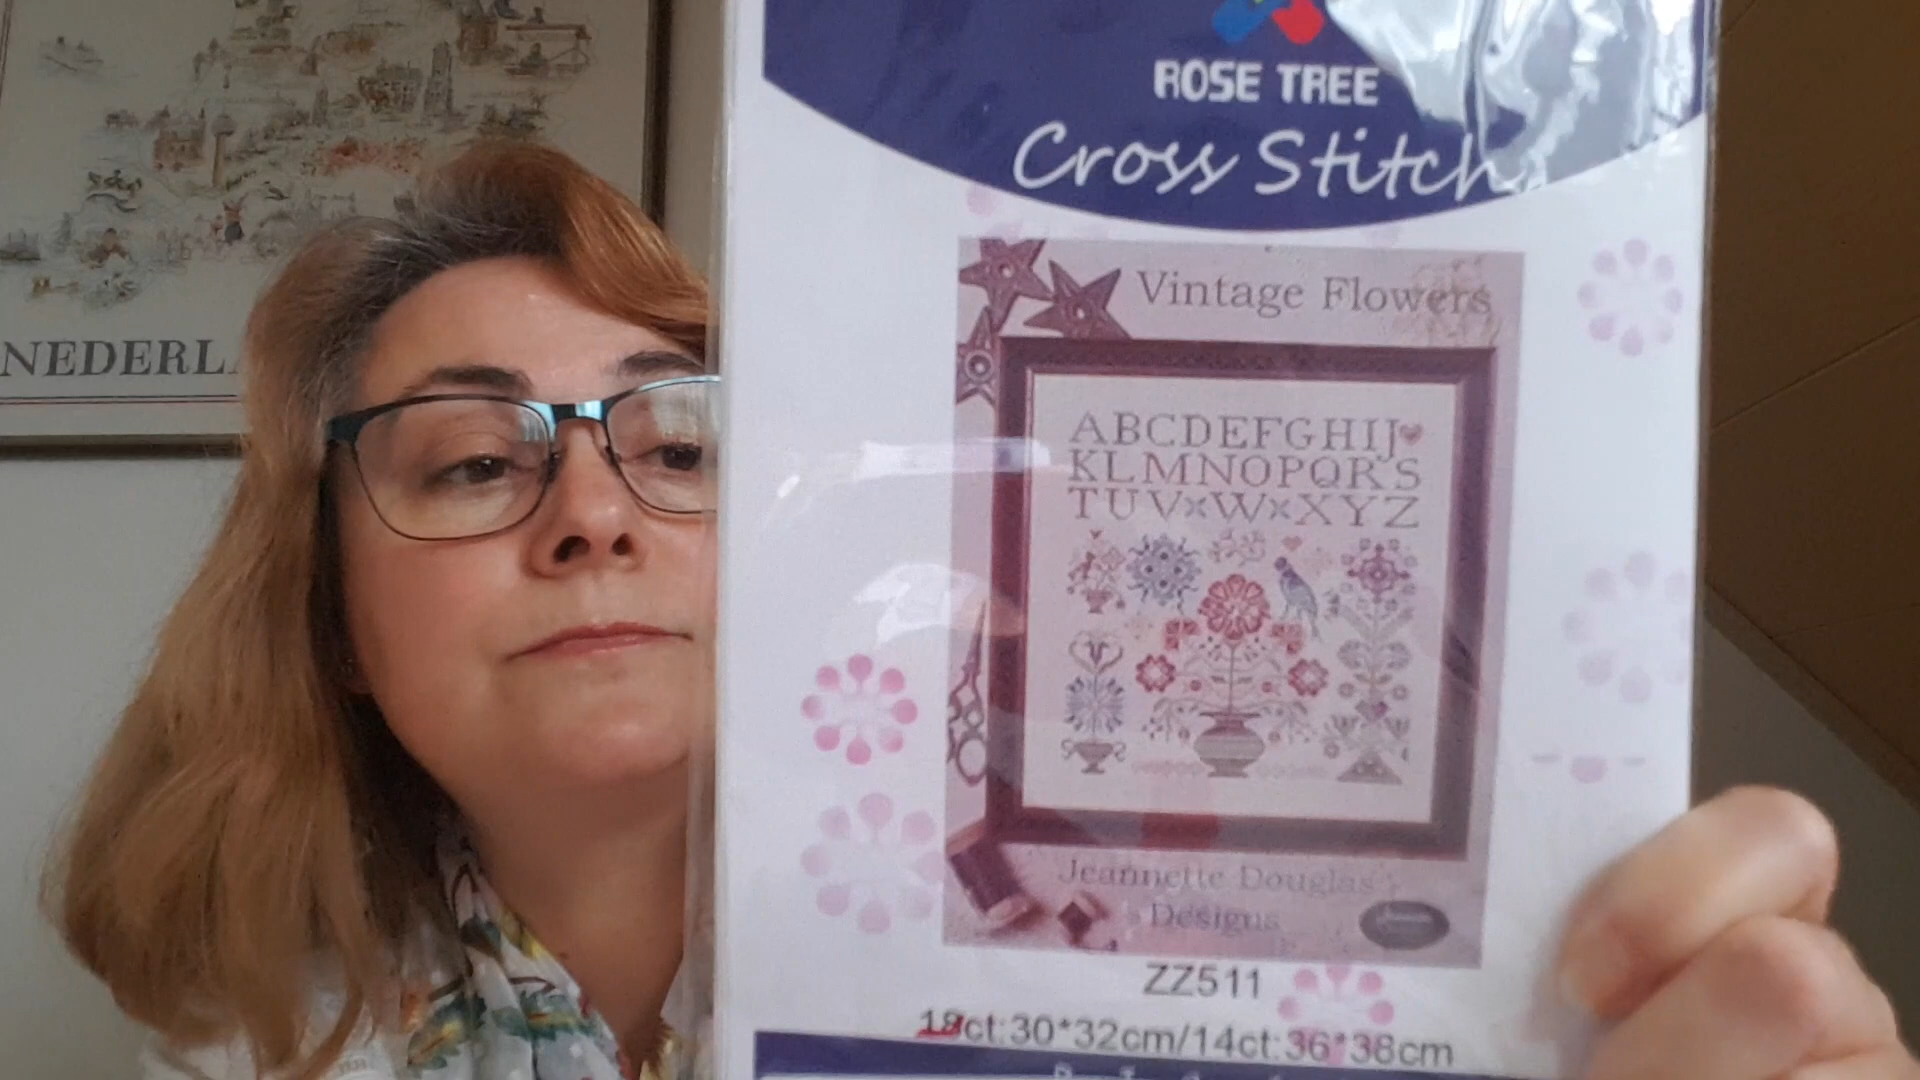 NEDERLA
ROSE TREE
Cross Stitch
Vintage Flowers
ABCDEFGHIJ
KLMNOPQRS
TUVWXYZ
Jeannette Douglas
Designs
ZZ511
18ct:30*32cm/14ct:36*38cm